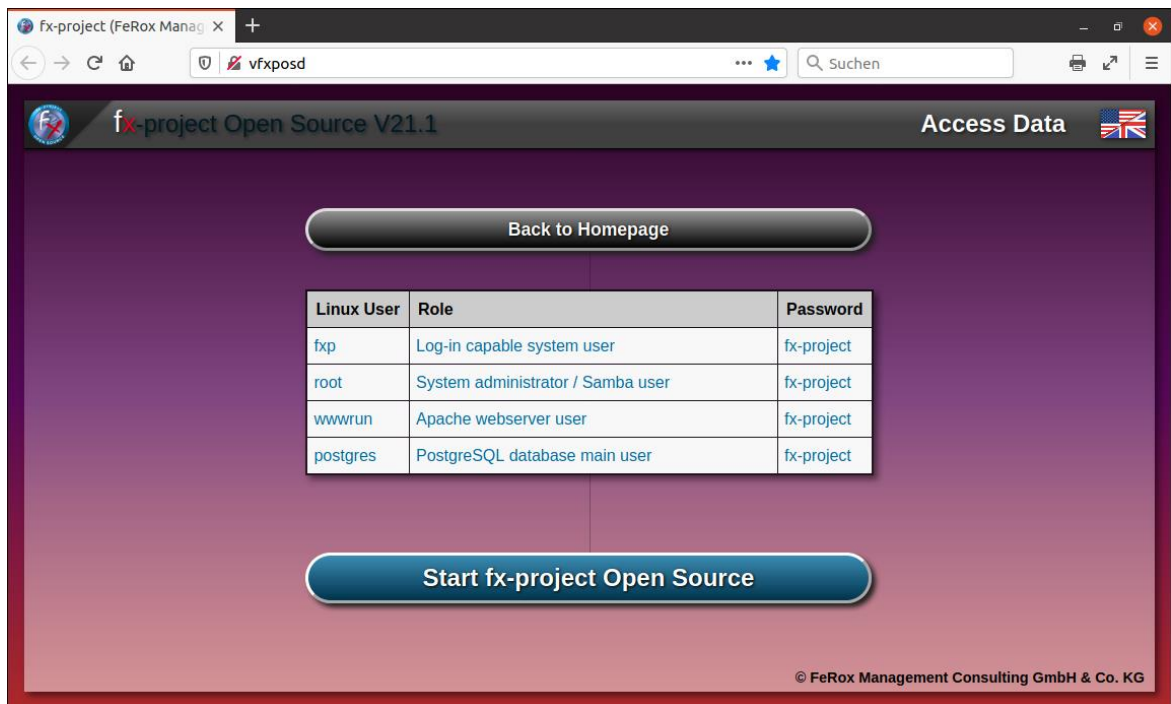 fx-project (FeRox Manag
vfxposd
Suchen
fx-project Open Source V21.1
Access Data
Back to Homepage
Linux User Role Password
fxp Log-in capable system user fx-project
root System administrator / Samba user fx-project
wwwrun Apache webserver user fx-project
postgres PostgreSQL database main user fx-project
Start fx-project Open Source
© FeRox Management Consulting GmbH & Co. KG